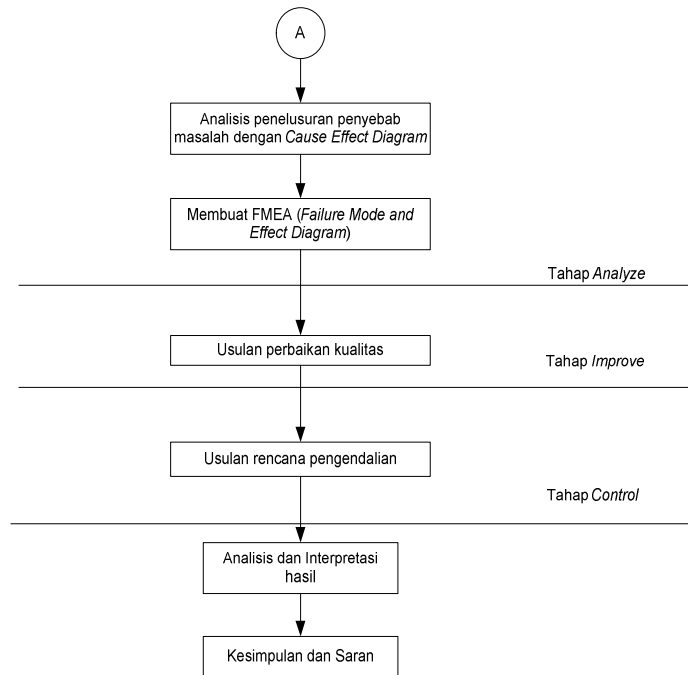 A
Analisis penelusuran penyebab
masalah dengan Cause Effect Diagram
Membuat FMEA (Failure Mode and
Effect Diagram)
Tahap Analyze
Usulan perbaikan kualitas
Tahap Improve
Usulan rencana pengendalian
Tahap Control
Analisis dan Interpretasi
hasil
Kesimpulan dan Saran